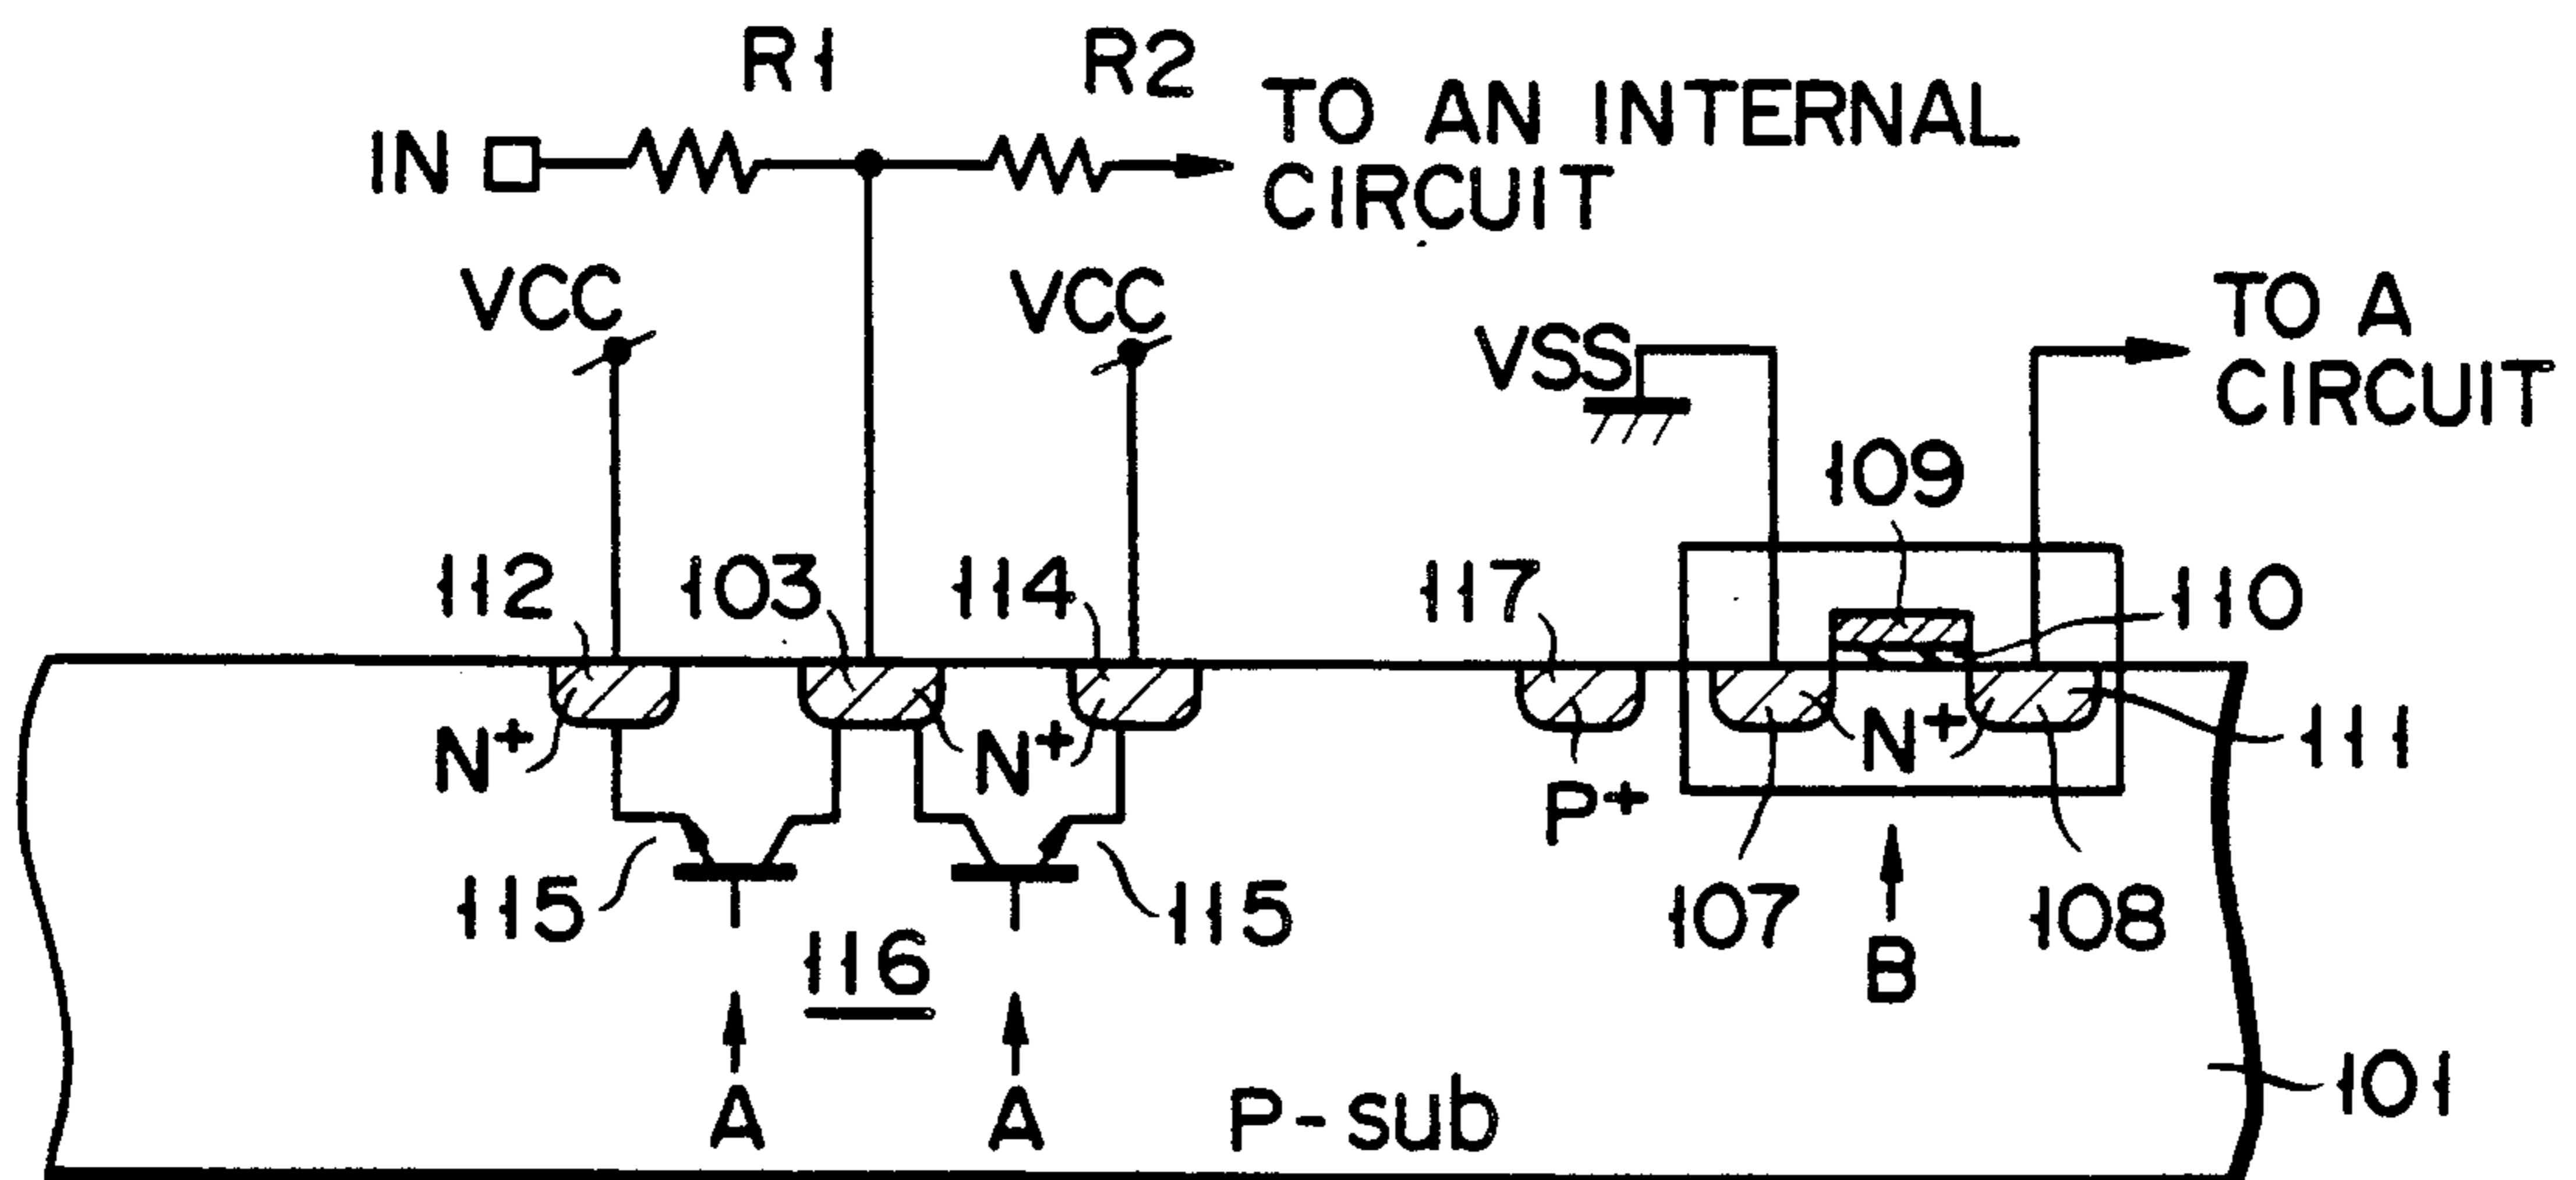 R1 R2
IN TO AN INTERNAL
CIRCUIT
VCC VCC VSS TO A
CIRCUIT
109
112 103 114 117 110
N+ N+ P+ N+ 111
115 115 107 108
116 B
A A P-sub 101